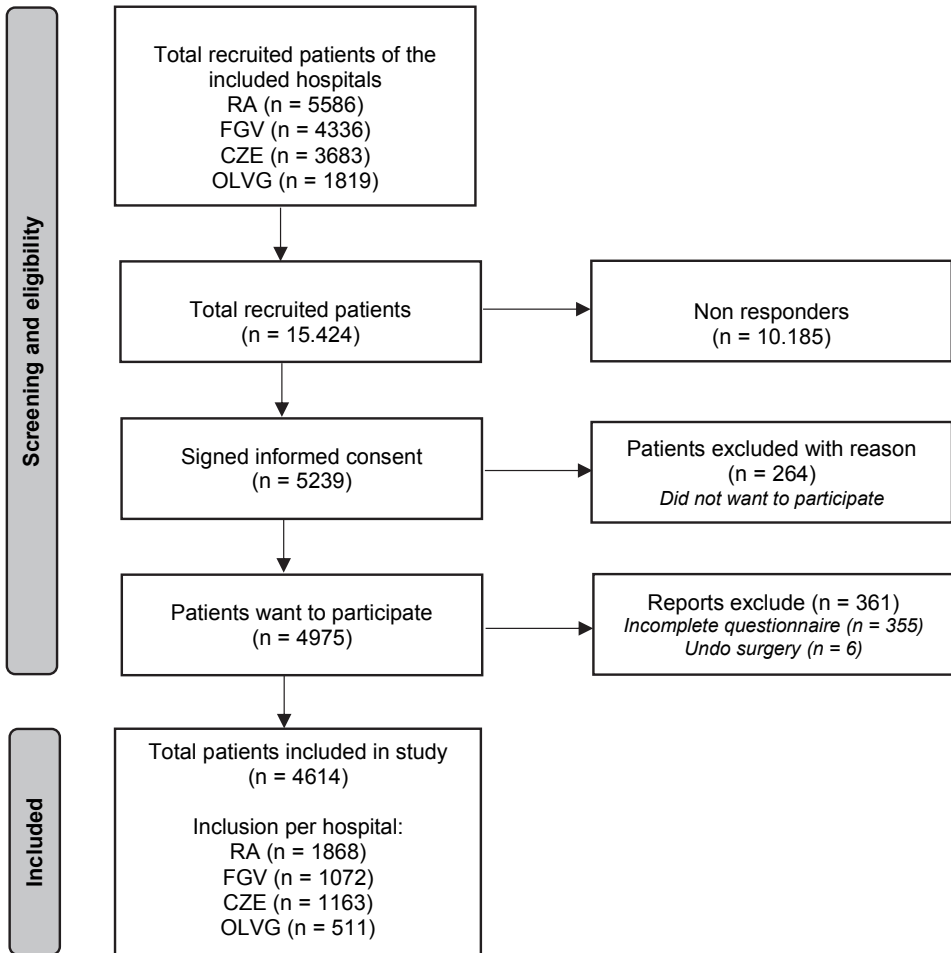 Screening and eligibility
Total recruited patients of the
included hospitals
RA (n = 5586)
FGV (n = 4336)
CZE (n = 3683)
OLVG (n = 1819)
Total recruited patients
(n = 15.424)
Non responders
(n = 10.185)
Signed informed consent
(n = 5239)
Patients excluded with reason
(n = 264)
Did not want to participate
Patients want to participate
(n = 4975)
Reports exclude (n = 361)
Incomplete questionnaire (n = 355)
Undo surgery (n = 6)
Included
Total patients included in study
(n = 4614)
Inclusion per hospital:
RA (n = 1868)
FGV (n = 1072)
CZE (n = 1163)
OLVG (n = 511)